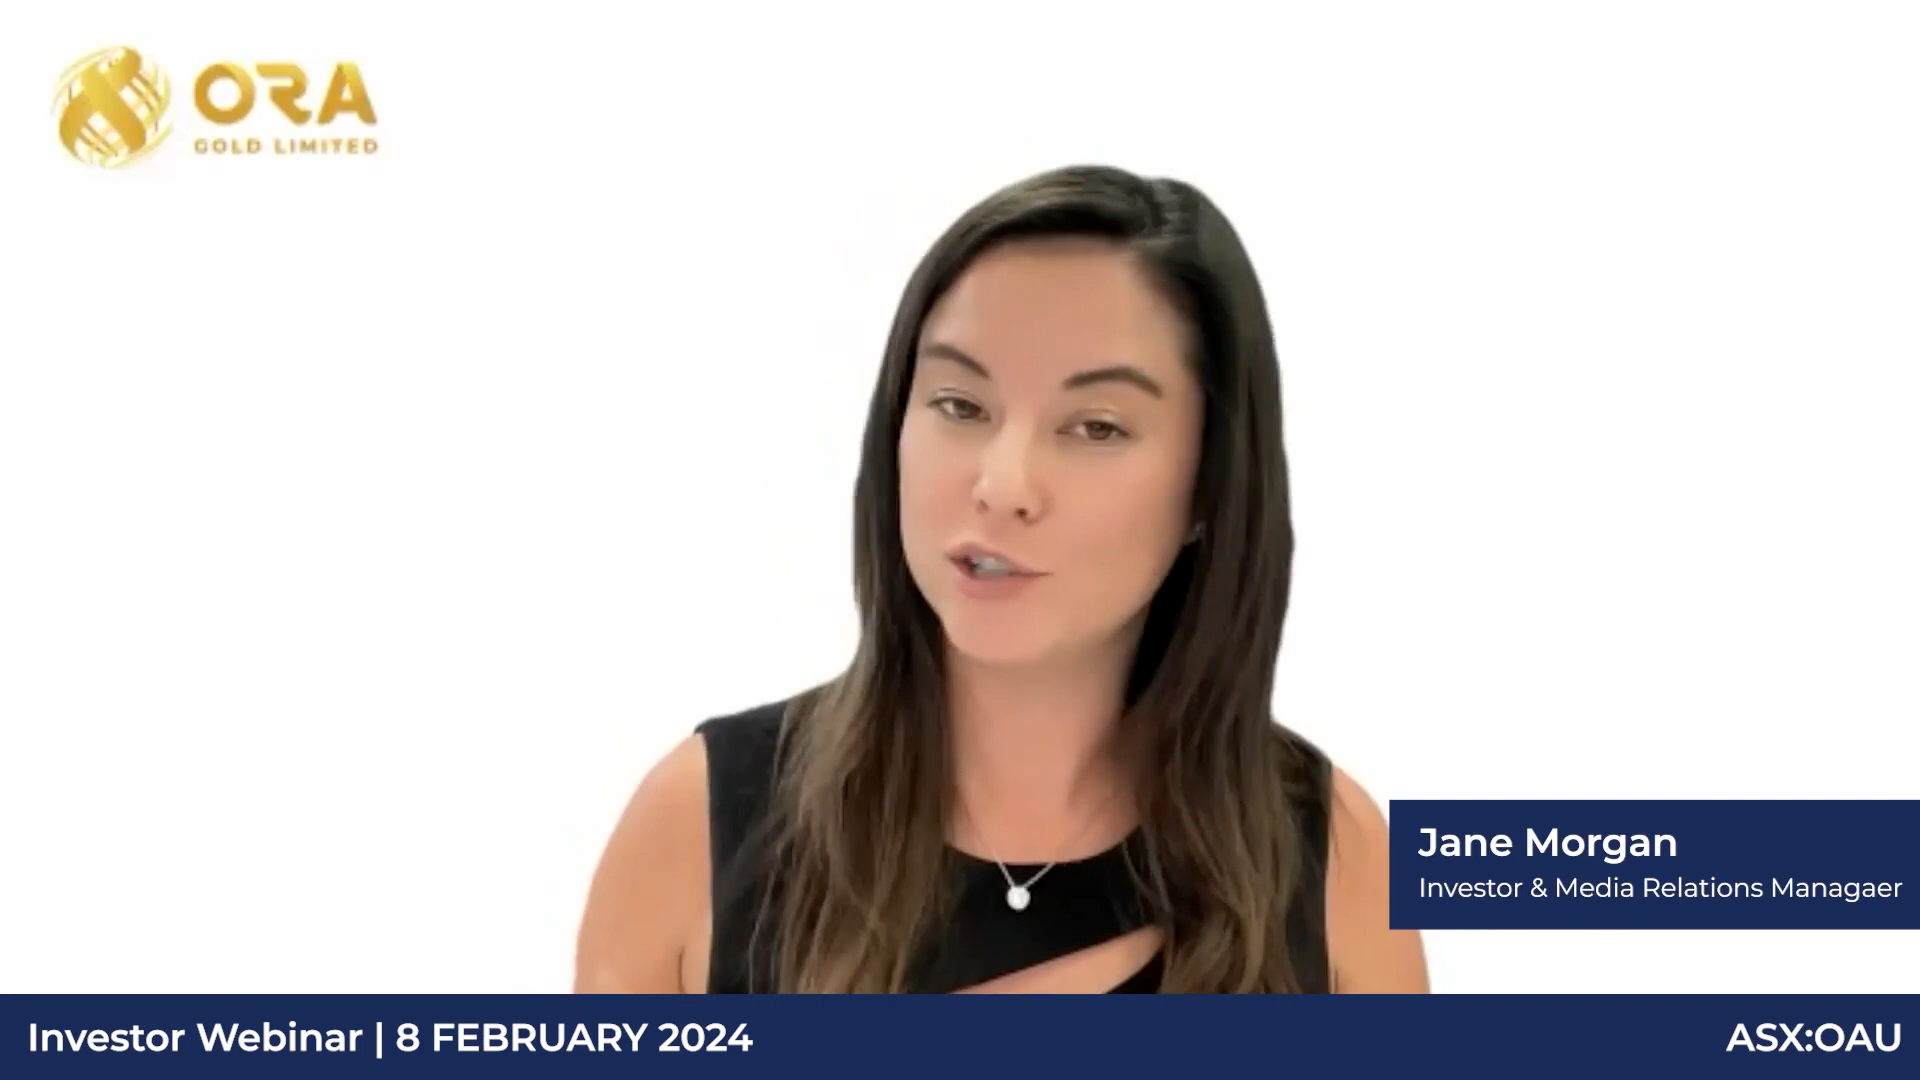 ORA
GOLD LIMITED
Jane Morgan
Investor & Media Relations Managaer
Investor Webinar | 8 FEBRUARY 2024
ASX:OAU